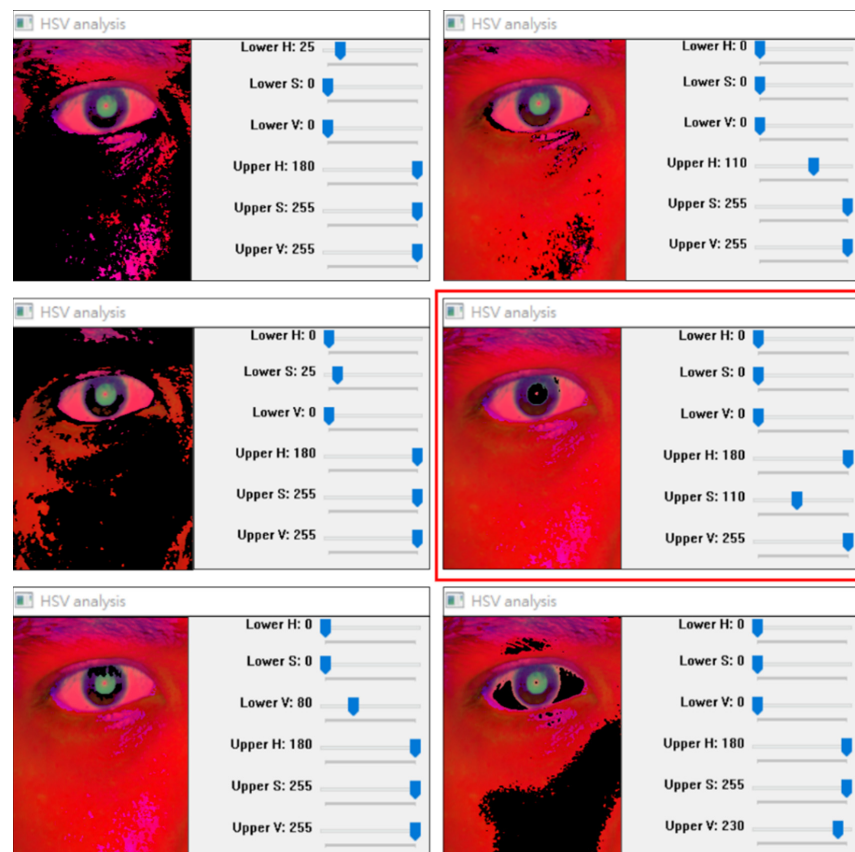 HSV analysis
Lower H: 25
Lower S: 0
Lower V: 0
Upper H: 180
Upper S: 255
Upper V: 255
HSV analysis
Lower H: 0
Lower S: 0
Lower V: 0
Upper H: 110
Upper S: 255
Upper V: 255
HSV analysis
Lower H: 0
Lower S: 25
Lower V: 0
Upper H: 180
Upper S: 255
Upper V: 255
HSV analysis
Lower H: 0
Lower S: 0
Lower V: 0
Upper H: 180
Upper S: 110
Upper V: 255
HSV analysis
Lower H: 0
Lower S: 0
Lower V: 80
Upper H: 180
Upper S: 255
Upper V: 255
HSV analysis
Lower H: 0
Lower S: 0
Lower V: 0
Upper H: 180
Upper S: 255
Upper V: 230